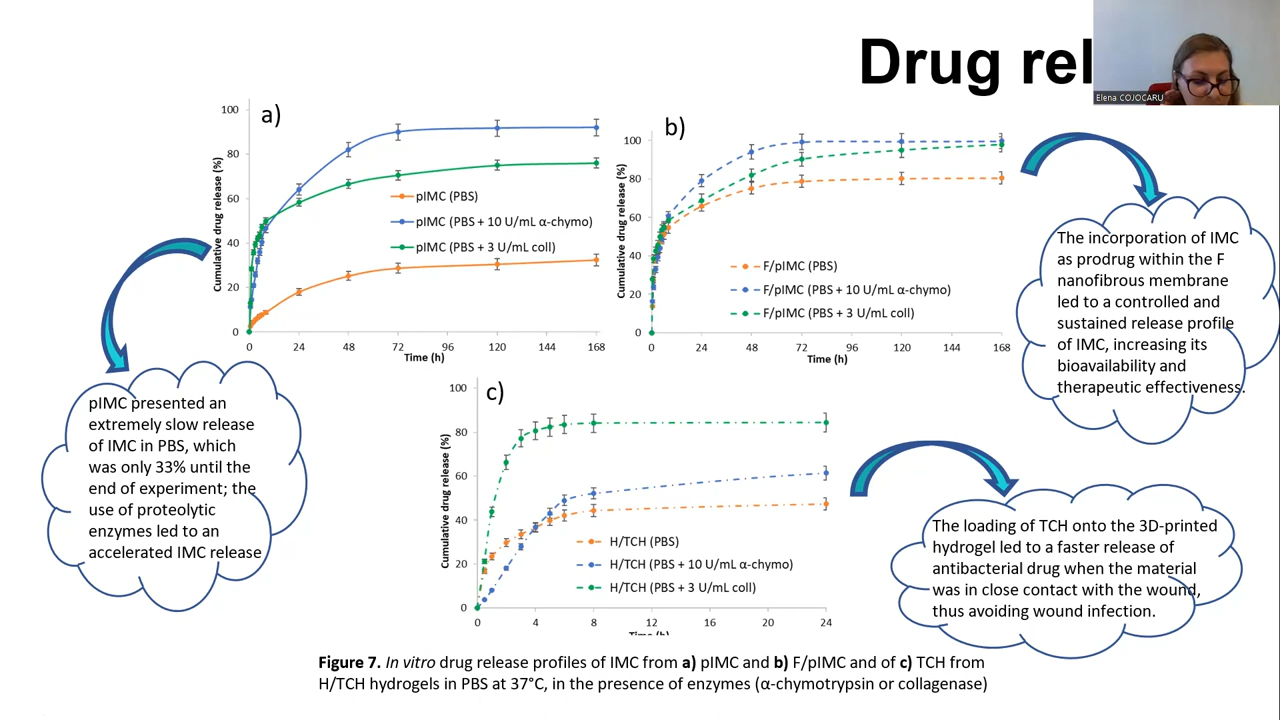 Drug rel
Elena COJOCARU
a)
100
80
60
40
20
0
0 24 48 72 96 120 144 168
Time (h)
Cumulative drug release (%)
pIMC (PBS)
pIMC (PBS + 10 U/mL α-chymo)
pIMC (PBS + 3 U/mL coll)
b)
100
80
60
40
20
0
0 24 48 72 96 120 144 168
Time (h)
Cumulative drug release (%)
F/pIMC (PBS)
F/pIMC (PBS + 10 U/mL α-chymo)
F/pIMC (PBS + 3 U/mL coll)
The incorporation of IMC
as prodrug within the F
nanofibrous membrane
led to a controlled and
sustained release profile
of IMC, increasing its
bioavailability and
therapeutic effectiveness.
pIMC presented an
extremely slow release
of IMC in PBS, which
was only 33% until the
end of experiment; the
use of proteolytic
enzymes led to an
accelerated IMC release
c)
100
80
60
40
20
0
0 4 8 12 16 20 24
Time (h)
Cumulative drug release (%)
H/TCH (PBS)
H/TCH (PBS + 10 U/mL α-chymo)
H/TCH (PBS + 3 U/mL coll)
The loading of TCH onto the 3D-printed
hydrogel led to a faster release of
antibacterial drug when the material
was in close contact with the wound,
thus avoiding wound infection.
Figure 7. In vitro drug release profiles of IMC from a) pIMC and b) F/pIMC and of c) TCH from
H/TCH hydrogels in PBS at 37°C, in the presence of enzymes (α-chymotrypsin or collagenase)